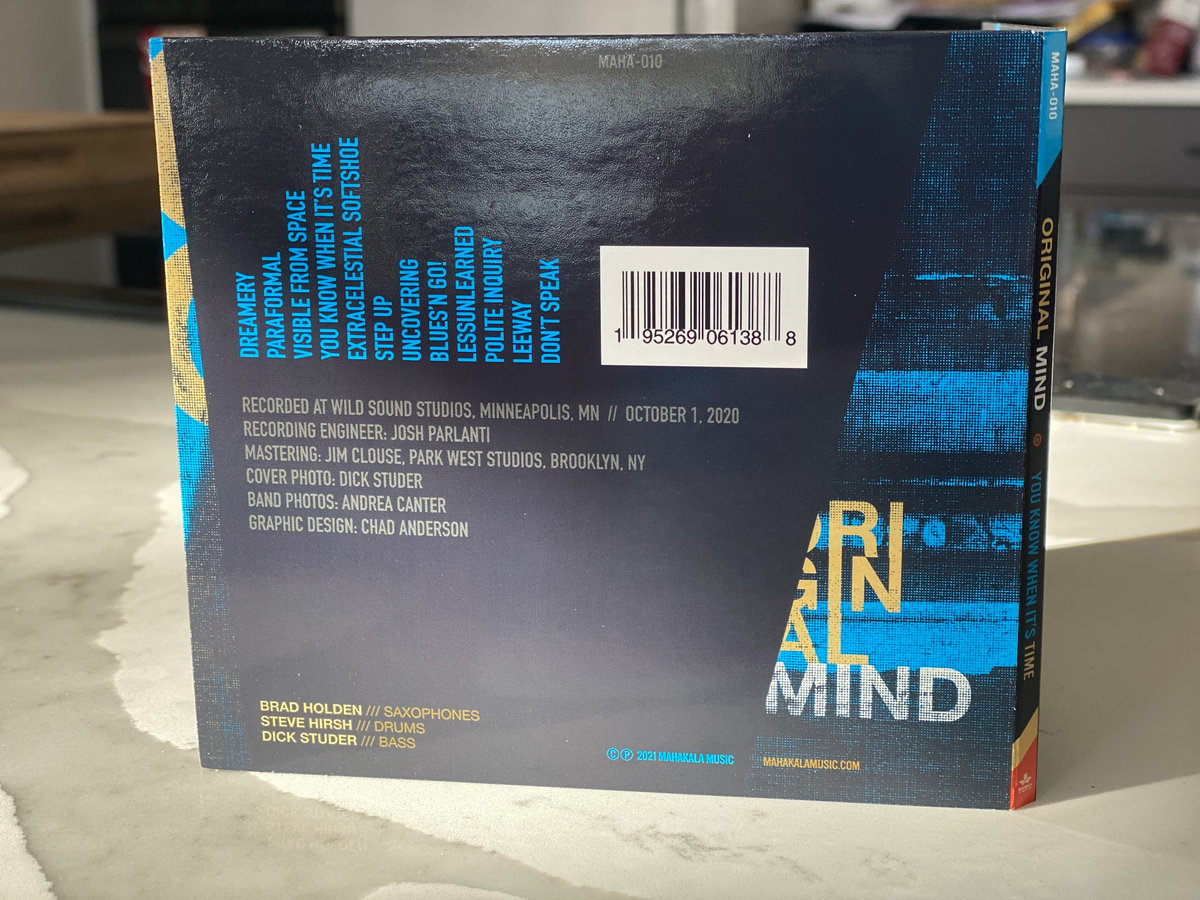 MAHA-010
DREAMERY
PARAFORMAL
VISIBLE FROM SPACE
YOU KNOW WHEN IT'S TIME
EXTRACELESTIAL SOFTSHOE
STEP UP
UNCOVERING
BLUES'N GO!
LESSUNLEARNED
POLITE INQUIRY
LEEWAY
DON'T SPEAK
1 95269 06138 8
RECORDED AT WILD SOUND STUDIOS, MINNEAPOLIS, MN // OCTOBER 1, 2020
RECORDING ENGINEER: JOSH PARLANTI
MASTERING: JIM CLOUSE, PARK WEST STUDIOS, BROOKLYN, NY
COVER PHOTO: DICK STUDER
BAND PHOTOS: ANDREA CANTER
GRAPHIC DESIGN: CHAD ANDERSON
ORI
GIN
AL
MIND
BRAD HOLDEN /// SAXOPHONES
STEVE HIRSH /// DRUMS
DICK STUDER /// BASS
© ℗ 2021 MAHAKALA MUSIC
MAHAKALAMUSIC.COM
MAHA-010
ORIGINAL MIND YOU KNOW WHEN IT'S TIME